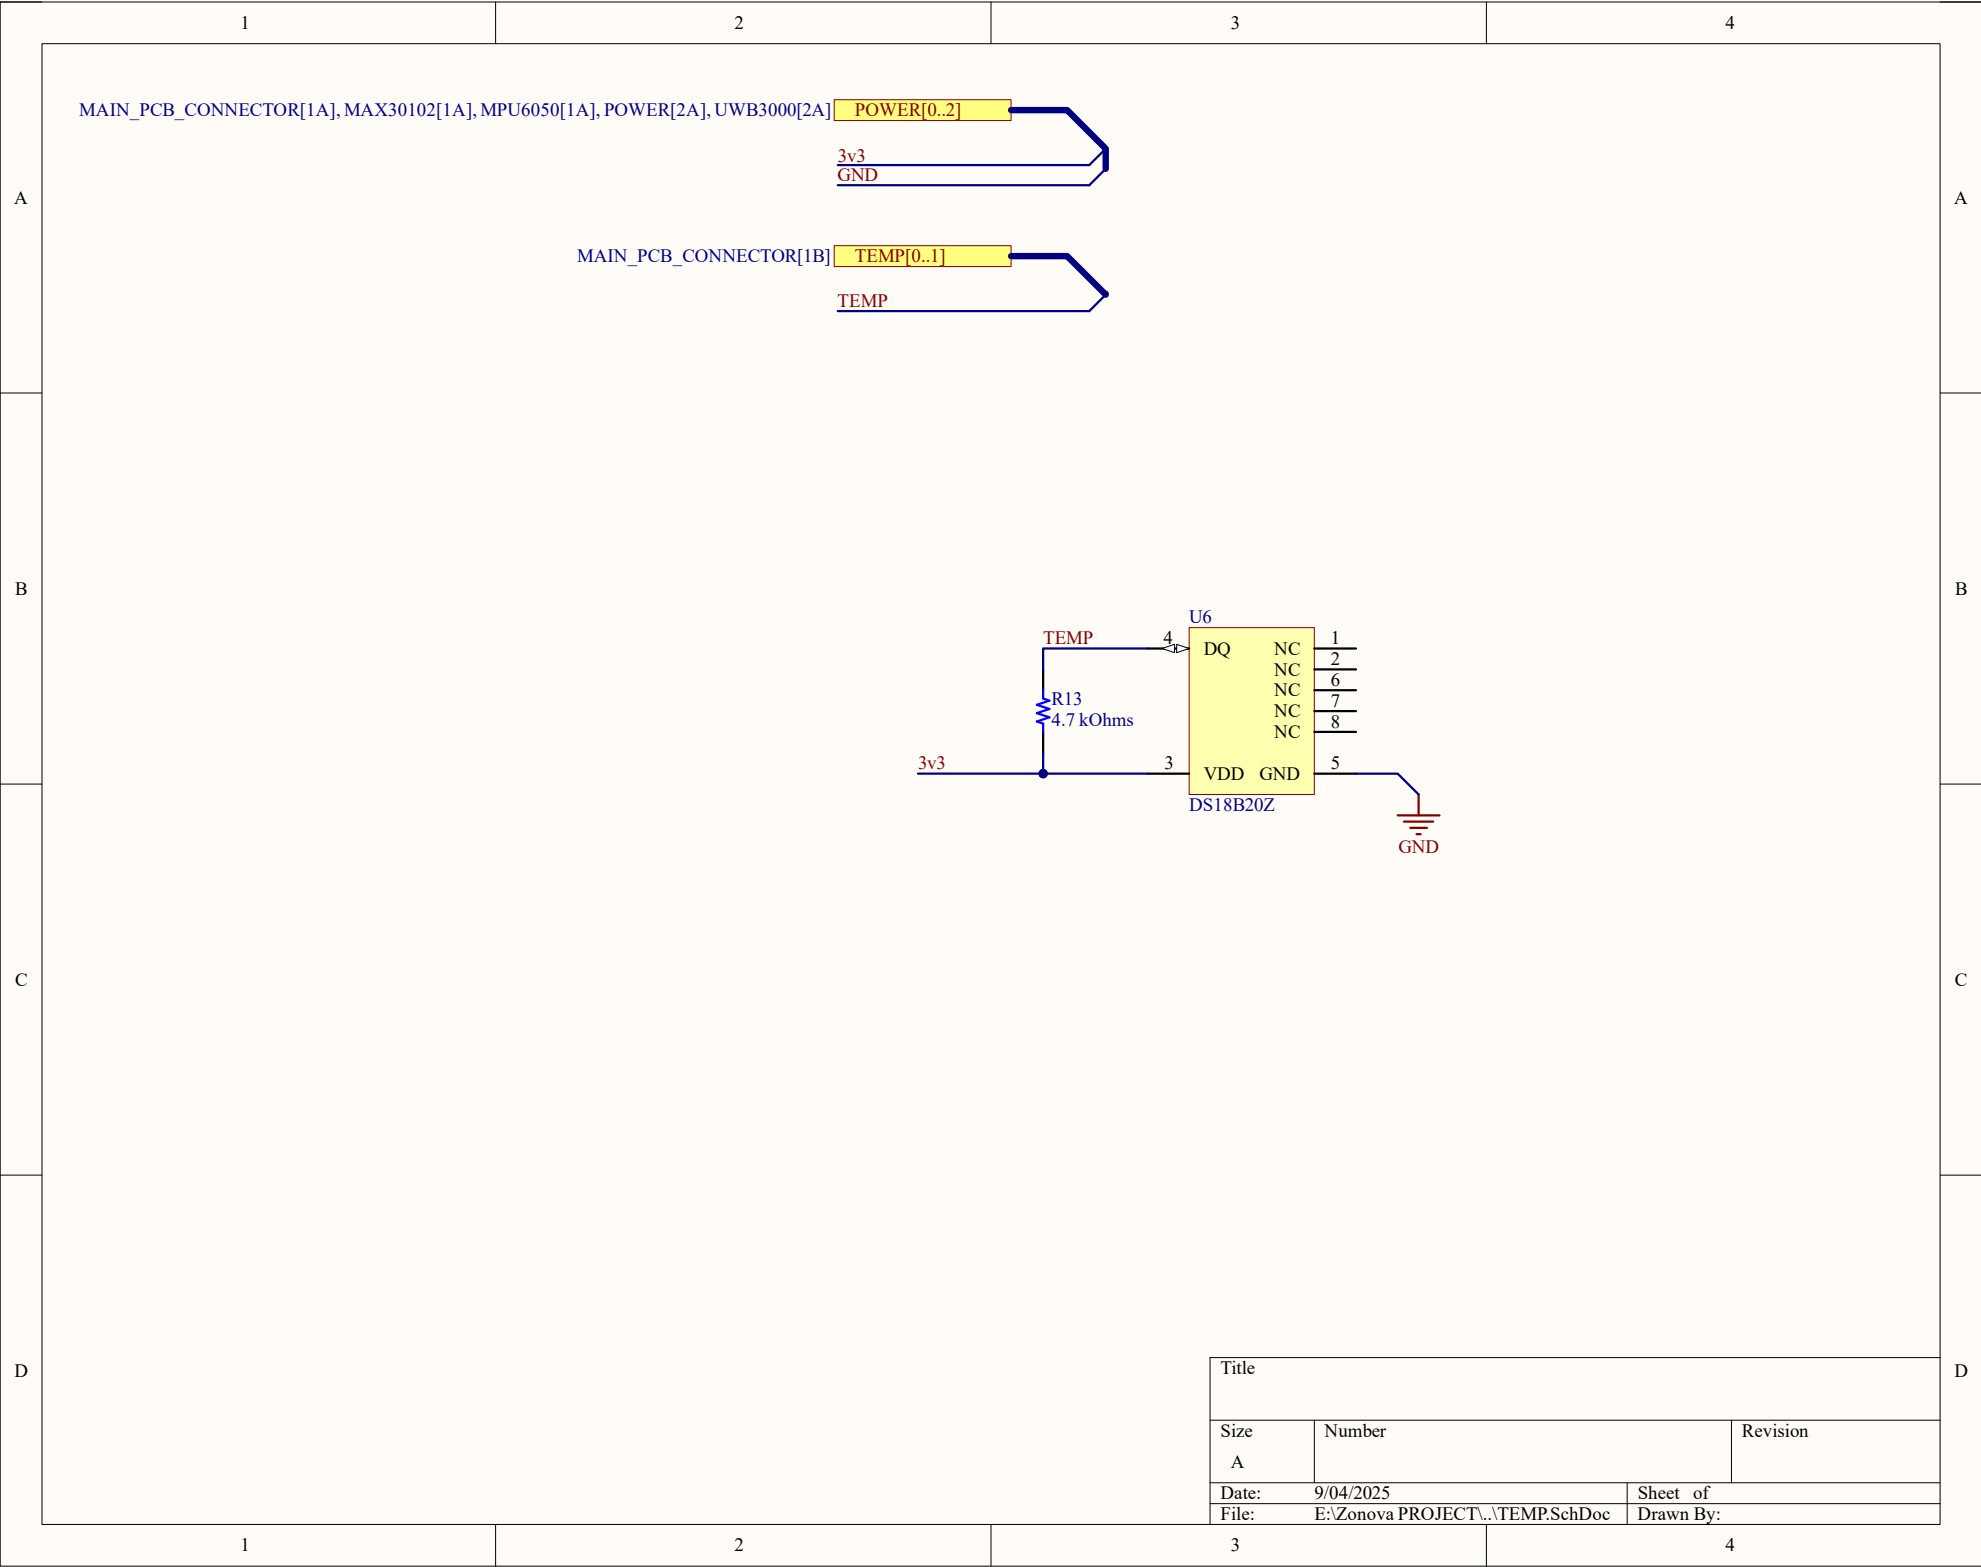 1 2 3 4
MAIN_PCB_CONNECTOR[1A], MAX30102[1A], MPU6050[1A], POWER[2A], UWB3000[2A] POWER[0..2]
3v3
GND
A A
MAIN_PCB_CONNECTOR[1B] TEMP[0..1]
TEMP
B B
U6
TEMP 4 DQ NC 1
NC 2
NC 6
R13 NC 7
4.7 kOhms NC 8
3v3 3 VDD GND 5
DS18B20Z
GND
C C
D D
Title
Size Number Revision
A
Date: 9/04/2025 Sheet of
File: E:\Zonova PROJECT\..\TEMP.SchDoc Drawn By:
1 2 3 4